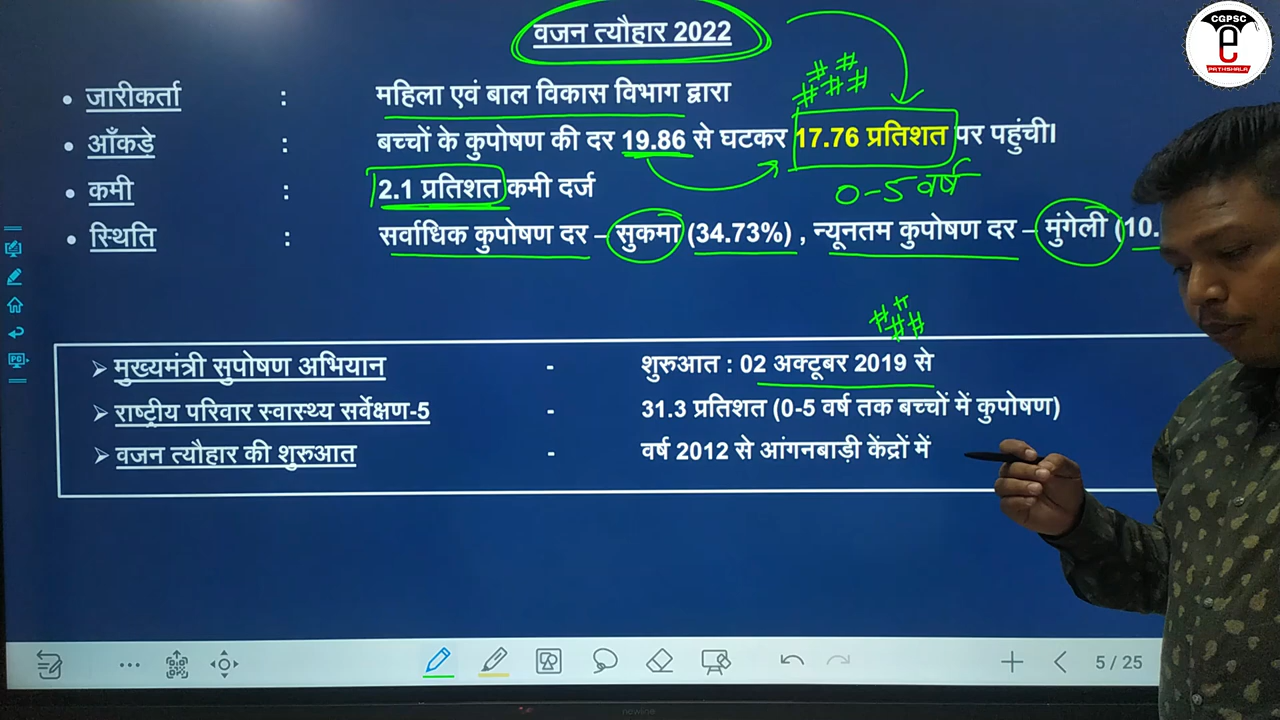 CGPSC
e
PATHSHALA
वजन त्यौहार 2022
• जारीकर्ता : महिला एवं बाल विकास विभाग द्वारा
• आँकड़े : बच्चों के कुपोषण की दर 19.86 से घटकर 17.76 प्रतिशत पर पहुंची।
• कमी : 2.1 प्रतिशत कमी दर्ज
0-5 वर्ष
• स्थिति : सर्वाधिक कुपोषण दर – सुकमा (34.73%) , न्यूनतम कुपोषण दर – मुंगेली (10.
➢ मुख्यमंत्री सुपोषण अभियान - शुरुआत : 02 अक्टूबर 2019 से
➢ राष्ट्रीय परिवार स्वास्थ्य सर्वेक्षण-5 - 31.3 प्रतिशत (0-5 वर्ष तक बच्चों में कुपोषण)
➢ वजन त्यौहार की शुरुआत - वर्ष 2012 से आंगनबाड़ी केंद्रों में
5 / 25